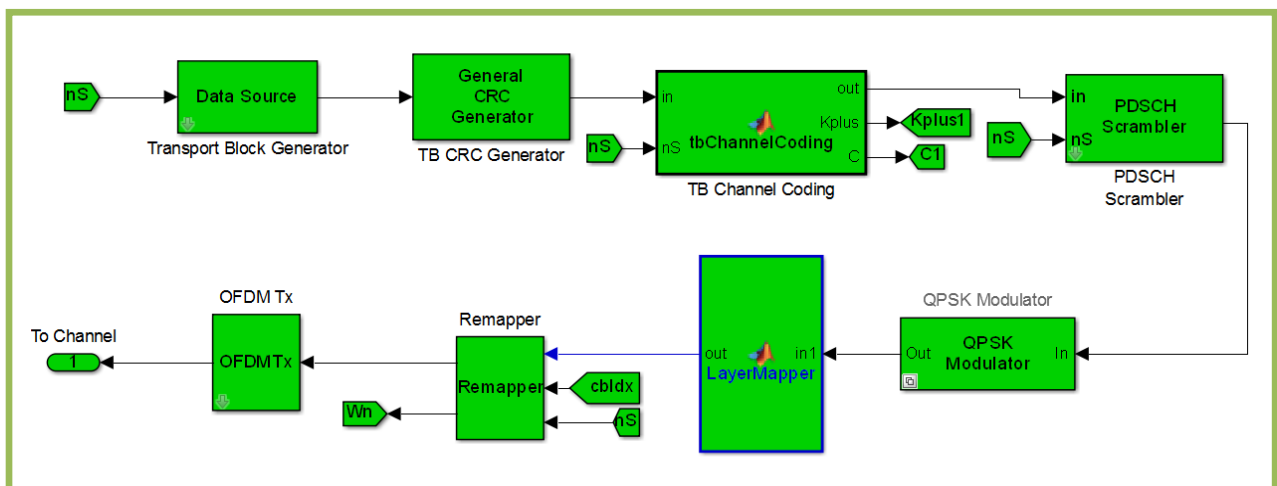 nS
Data Source
Transport Block Generator
General
CRC
Generator
TB CRC Generator
in
nS
nS
tbChannelCoding
out
Kplus
C
TB Channel Coding
Kplus1
C1
nS
in
nS
PDSCH
Scrambler
PDSCH
Scrambler
To Channel
1
OFDM Tx
OFDMTx
Remapper
Remapper
Wn
cbIdx
nS
out
in1
LayerMapper
QPSK Modulator
Out
QPSK
Modulator
In